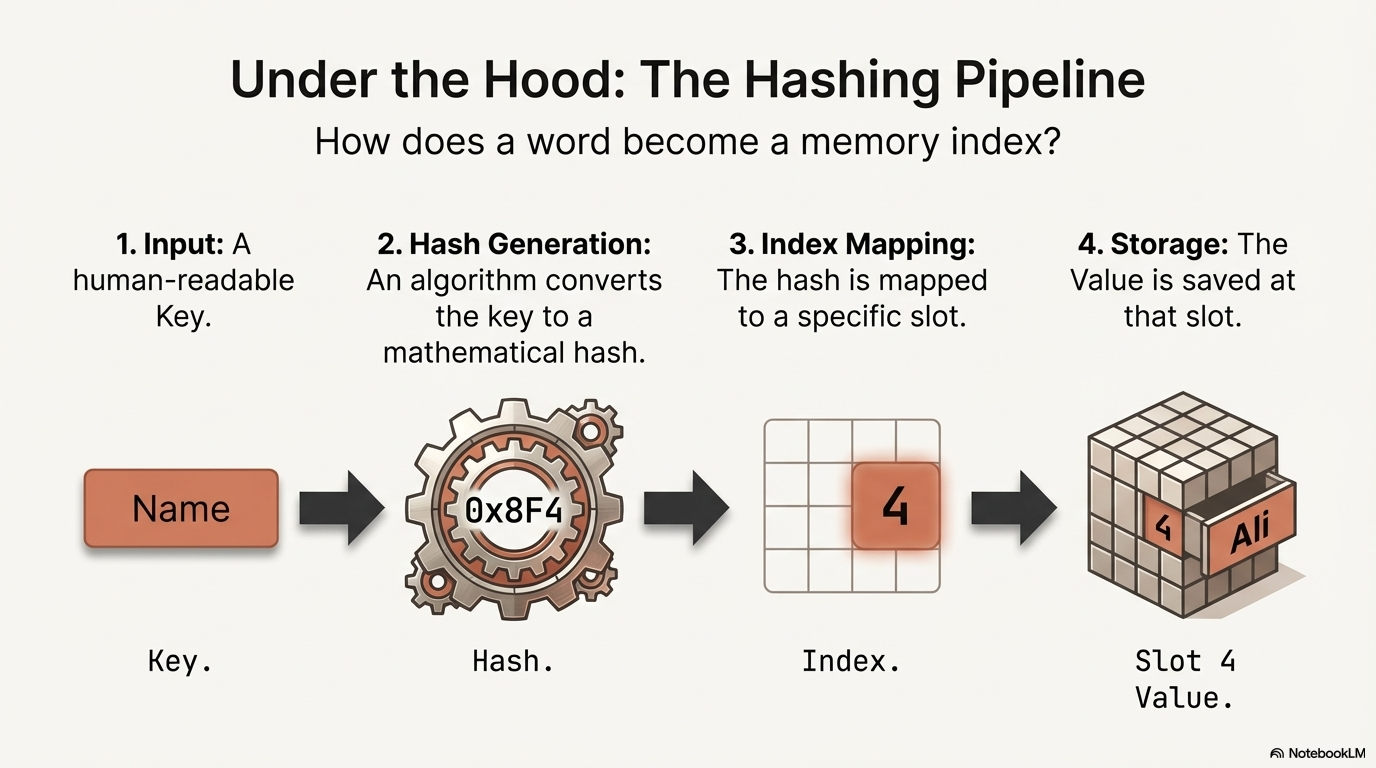 Under the Hood: The Hashing Pipeline
How does a word become a memory index?
1. Input: A
human-readable
Key.
2. Hash Generation:
An algorithm converts
the key to a
mathematical hash.
3. Index Mapping:
The hash is mapped
to a specific slot.
4. Storage: The
Value is saved at
that slot.
Name
0x8F4
4
4
Ali
Key.
Hash.
Index.
Slot 4
Value.
NotebookLM